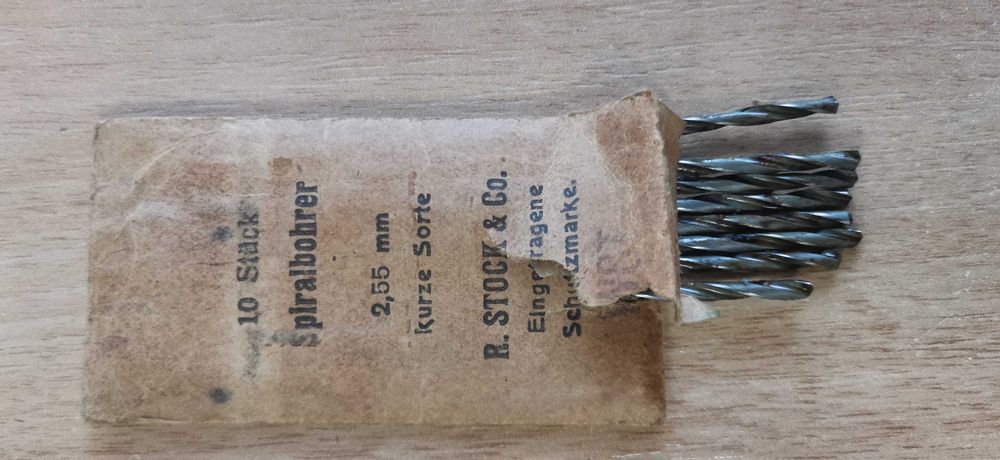 10 Stück
Spiralbohrer
2,55 mm
Kurze Sorte
R. STOCK & Co.
Eingetragene
Schutzmarke.